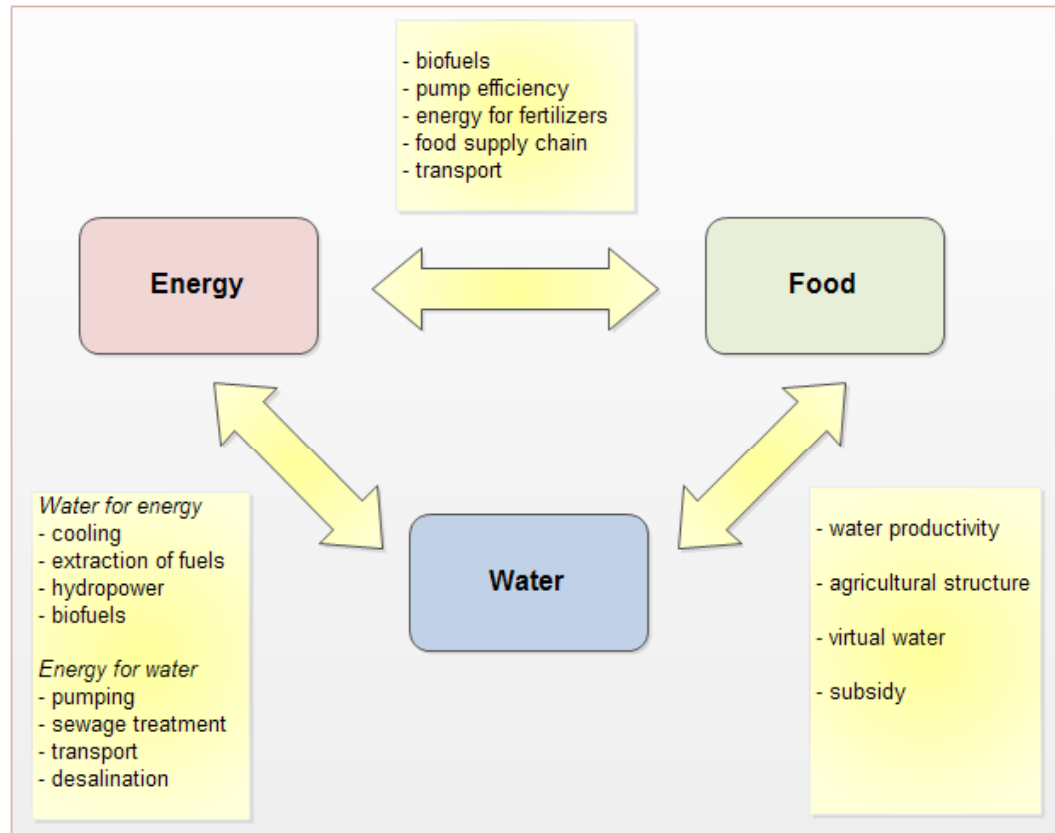 - biofuels
- pump efficiency
- energy for fertilizers
- food supply chain
- transport
Energy
Food
Water for energy
- cooling
- extraction of fuels
- hydropower
- biofuels
Energy for water
- pumping
- sewage treatment
- transport
- desalination
Water
- water productivity
- agricultural structure
- virtual water
- subsidy